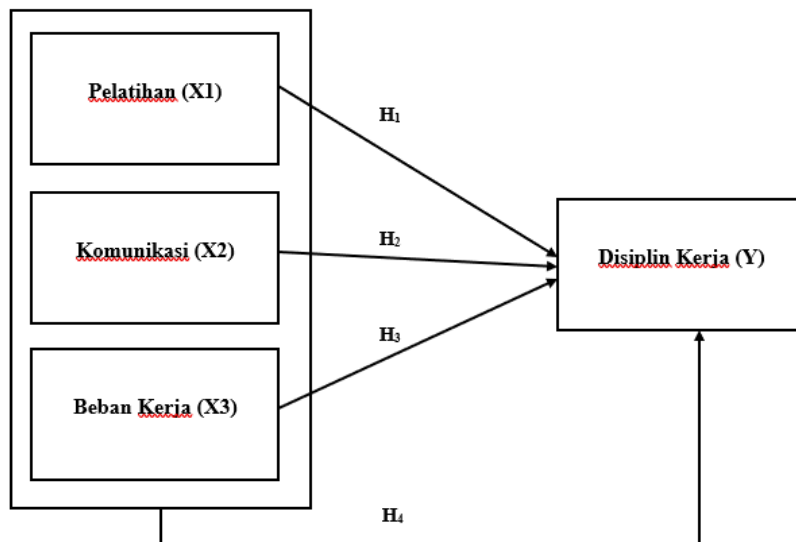 Pelatihan (X1)
H₁
Komunikasi (X2)
H₂
Disiplin Kerja (Y)
H₃
Beban Kerja (X3)
H₄